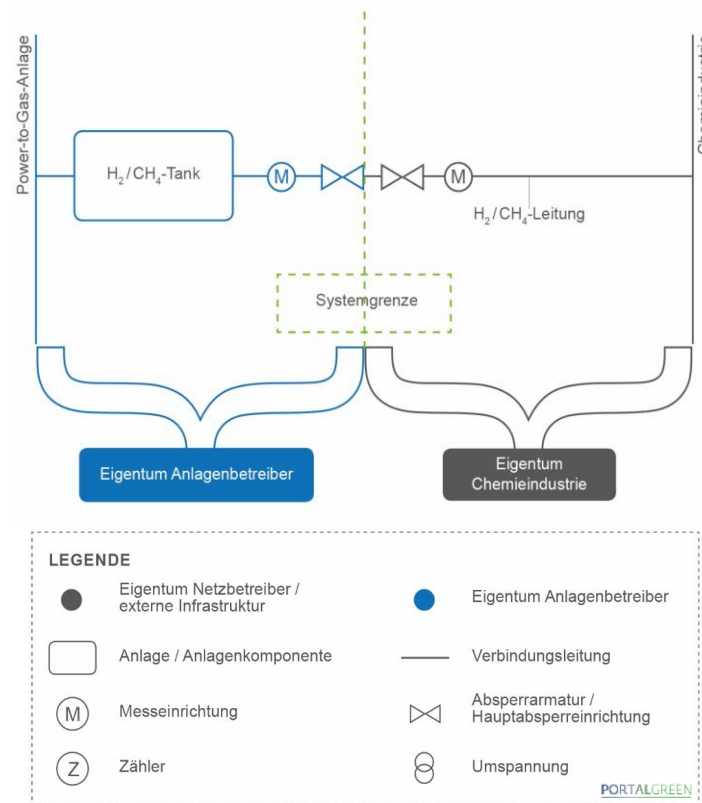 Power-to-Gas-Anlage
Chemieindustrie
H₂/CH₄-Tank
M
M
H₂/CH₄-Leitung
Systemgrenze
Eigentum Anlagenbetreiber
Eigentum
Chemieindustrie
LEGENDE
Eigentum Netzbetreiber /
externe Infrastruktur
Eigentum Anlagenbetreiber
Anlage / Anlagenkomponente
Verbindungsleitung
M
Messeinrichtung
Absperrarmatur /
Hauptabsperreinrichtung
Z
Zähler
Umspannung
PORTALGREEN